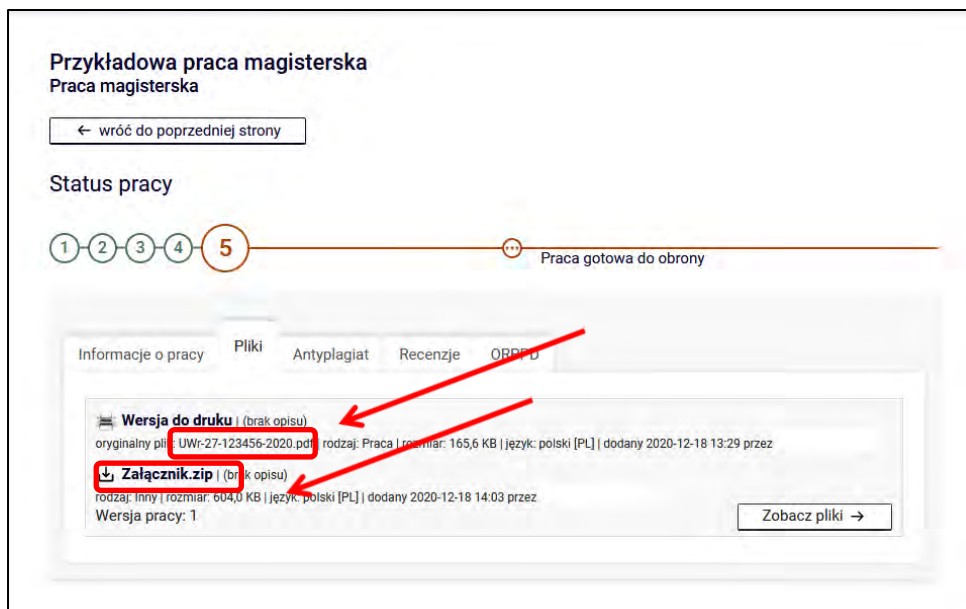 Przykładowa praca magisterska
Praca magisterska
← wróć do poprzedniej strony
Status pracy
1 2 3 4 5
Praca gotowa do obrony
Informacje o pracy Pliki Antyplagiat Recenzje ORPPD
Wersja do druku | (brak opisu)
oryginalny plik: UWr-27-123456-2020.pdf | rodzaj: Praca | rozmiar: 165,6 KB | język: polski [PL] | dodany 2020-12-18 13:29 przez
Załącznik.zip | (brak opisu)
rodzaj: Inny | rozmiar: 604,0 KB | język: polski [PL] | dodany 2020-12-18 14:03 przez
Wersja pracy: 1
Zobacz pliki →